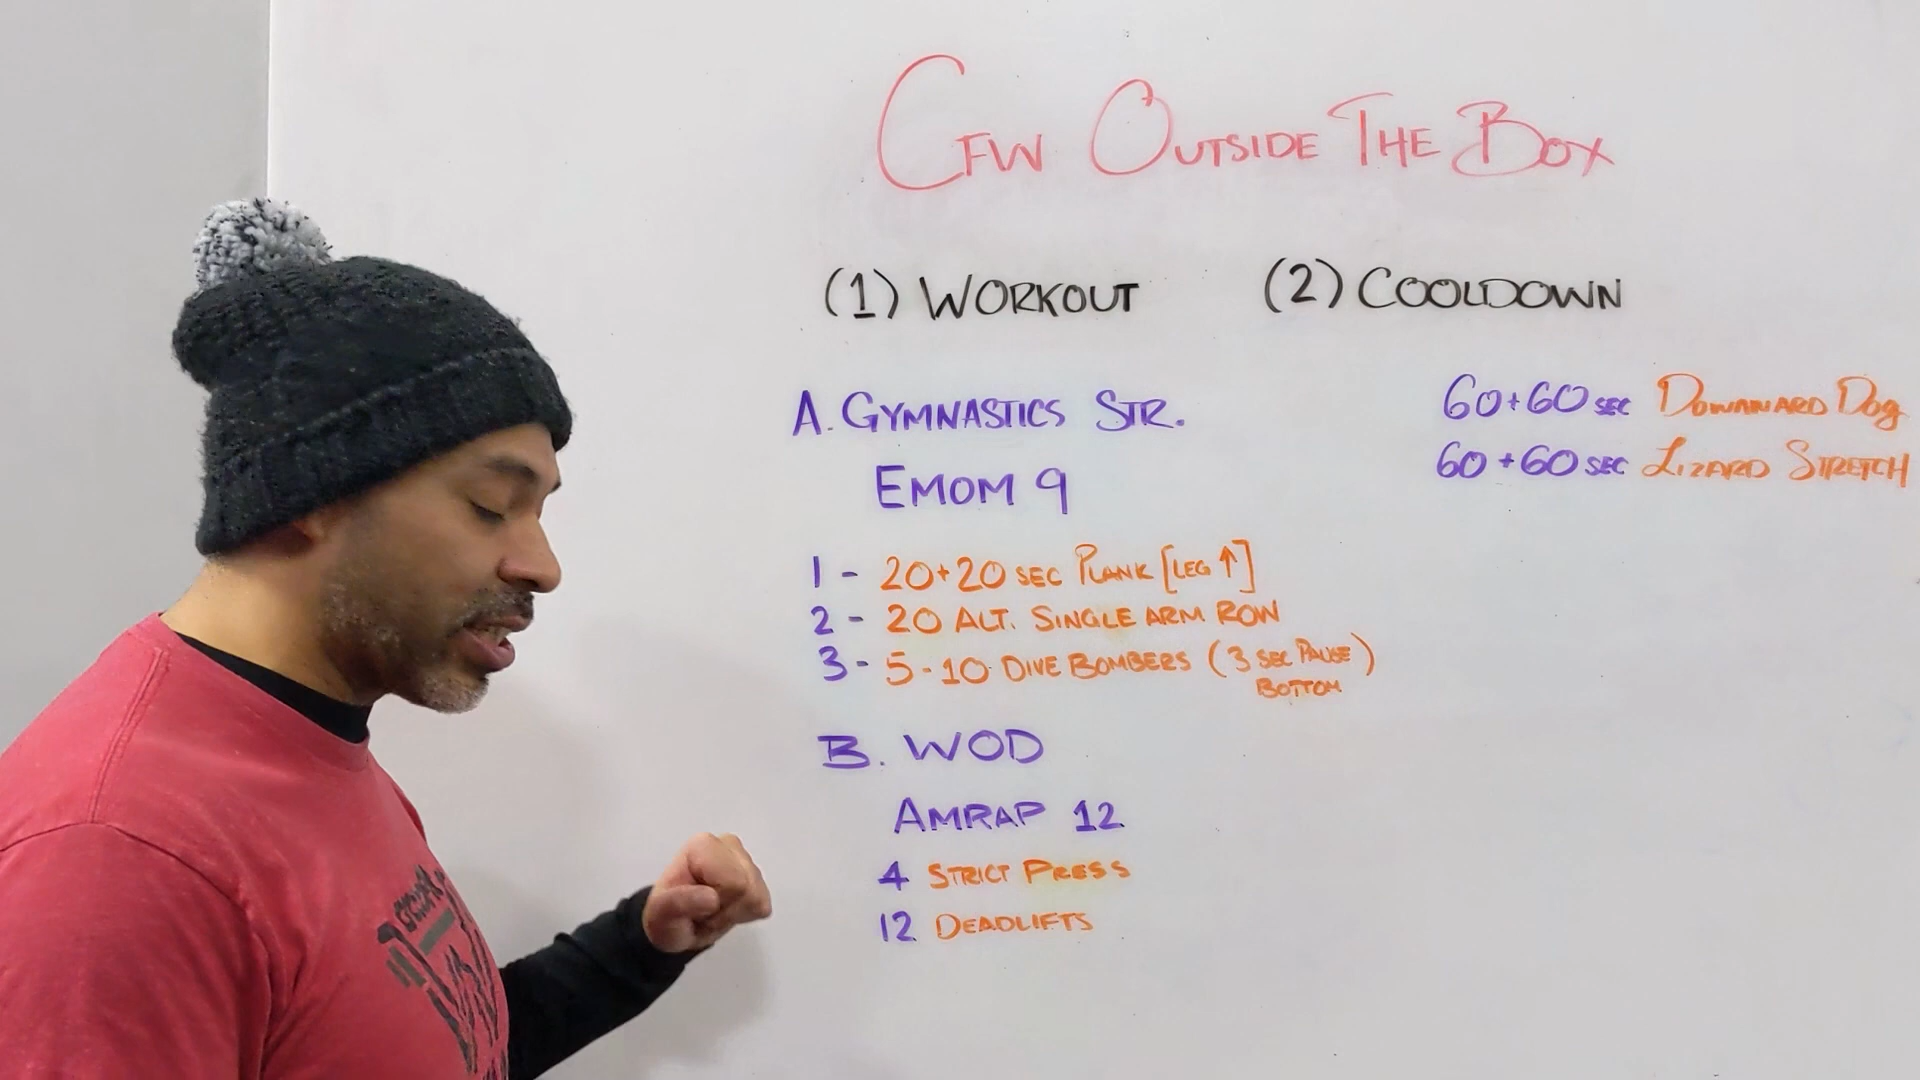 CFW OUTSIDE THE BOX
(1) WORKOUT
A. GYMNASTICS STR.
EMOM 9
1 - 20+20 SEC PLANK [LEG ↑]
2 - 20 ALT. SINGLE ARM ROW
3 - 5-10 DIVE BOMBERS (3 SEC PAUSE)
BOTTOM
B. WOD
AMRAP 12
4 STRICT PRESS
12 DEADLIFTS
(2) COOLDOWN
60+60 SEC DOWNWARD DOG
60+60 SEC LIZARD STRETCH